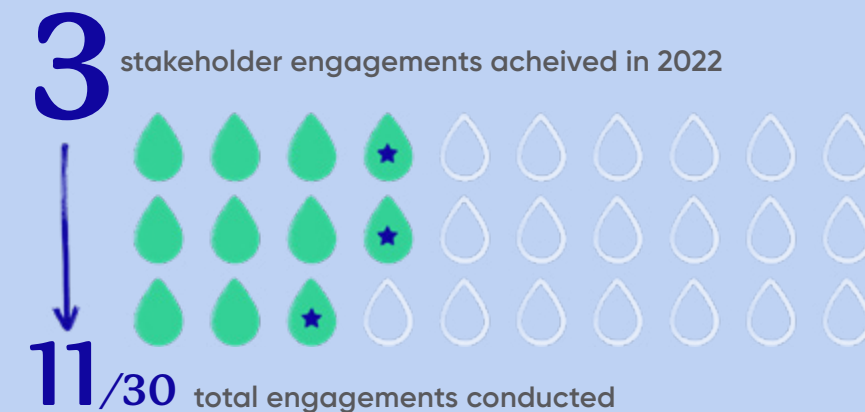 3 stakeholder engagements acheived in 2022
11/30 total engagements conducted